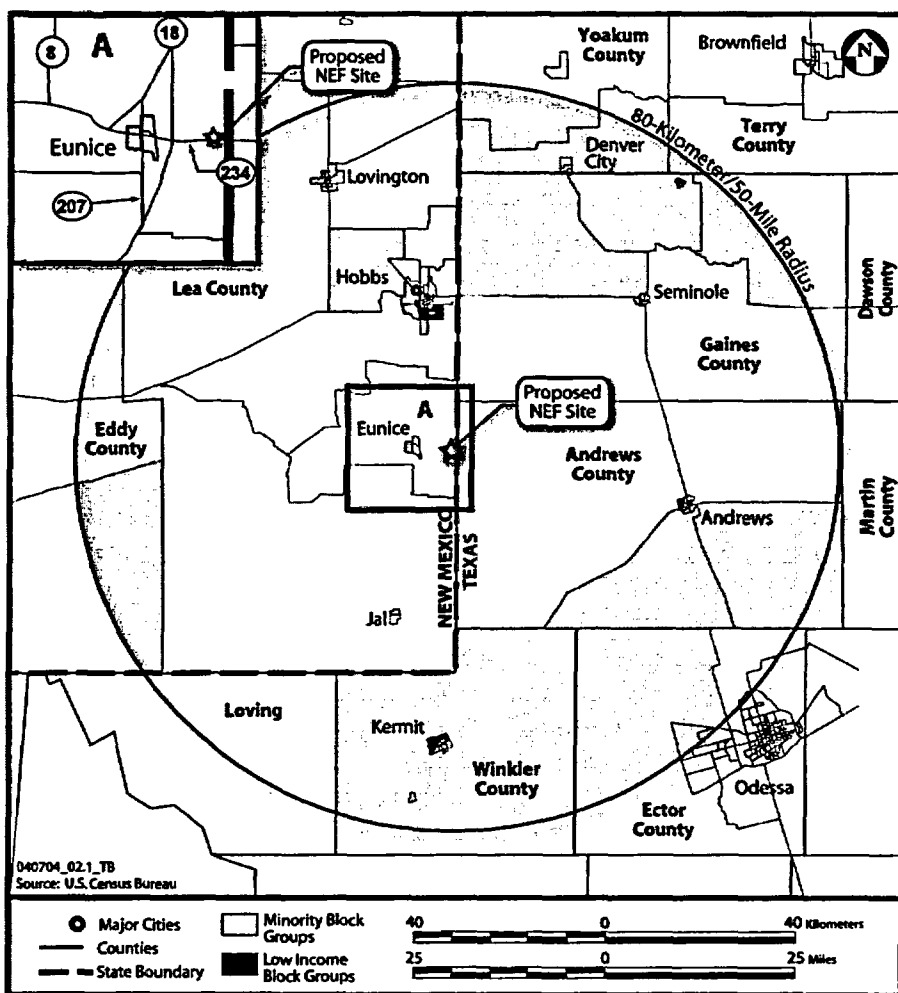 A
8
18
Proposed
NEF Site
Eunice
234
207
Yoakum
County
Brownfield
N
Terry
County
80-Kilometer/50-Mile Radius
Denver
City
Lovington
Hobbs
Lea County
Seminole
Dawson
County
Gaines
County
Proposed
NEF Site
A
Eunice
Eddy
County
Andrews
County
Martin
County
Andrews
NEW MEXICO
TEXAS
Jal
Loving
Kermit
Winkler
County
Odessa
Ector
County
040704_02.1_TB
Source: U.S. Census Bureau
Major Cities
Counties
State Boundary
Minority Block
Groups
Low Income
Block Groups
40 0 40 Kilometers
25 0 25 Miles